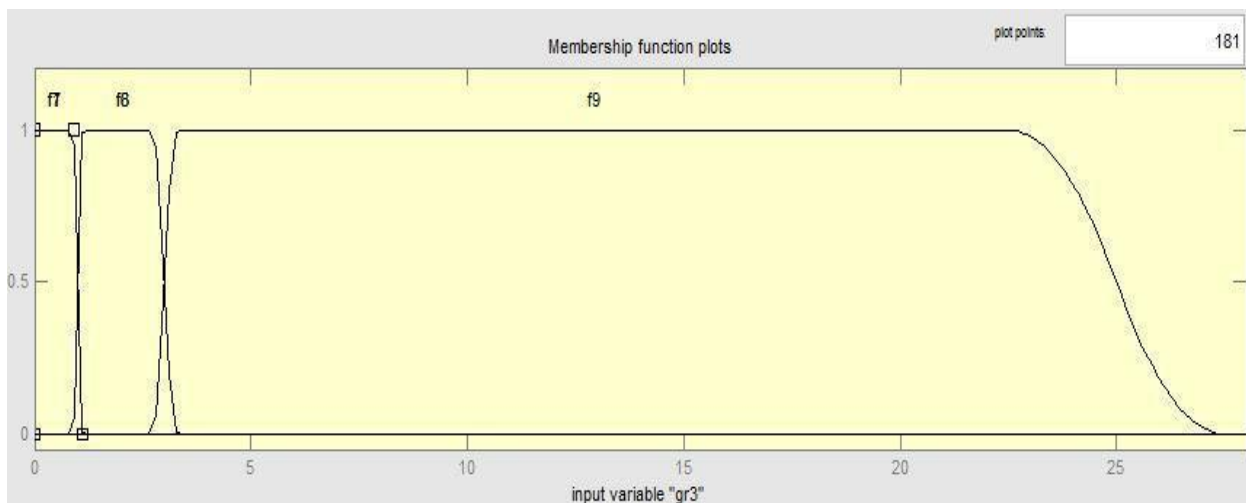 plot points:
181
Membership function plots
f7
f8
f9
1
0.5
0
0 5 10 15 20 25
input variable "gr3"